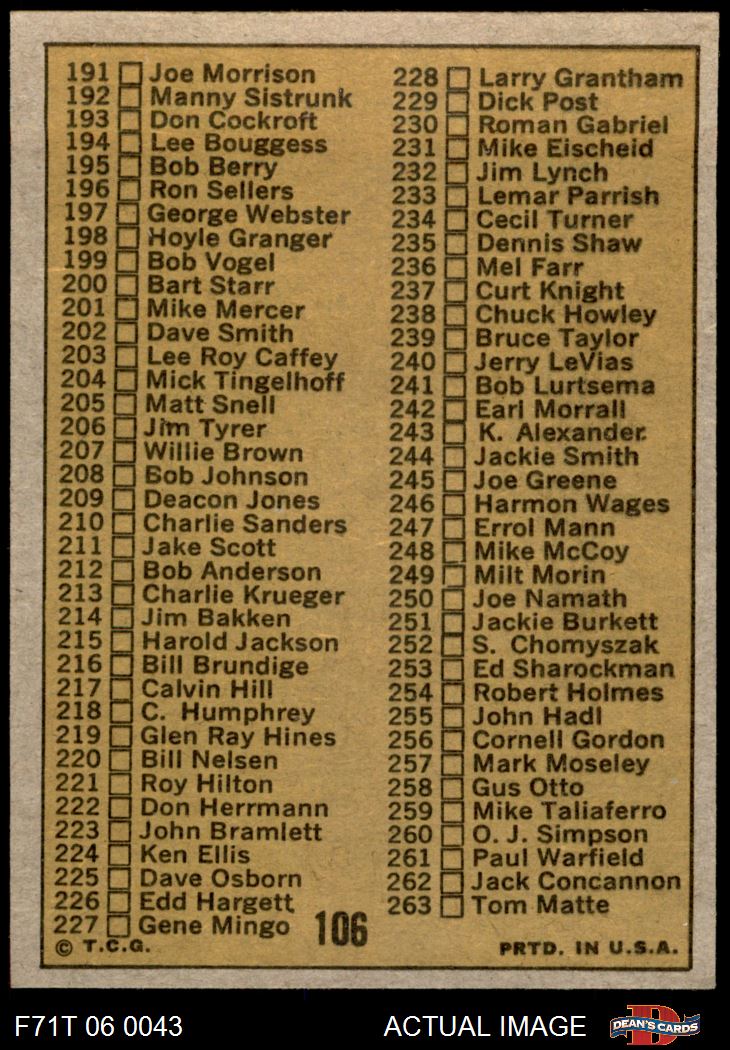 191 Joe Morrison
192 Manny Sistrunk
193 Don Cockroft
194 Lee Bouggess
195 Bob Berry
196 Ron Sellers
197 George Webster
198 Hoyle Granger
199 Bob Vogel
200 Bart Starr
201 Mike Mercer
202 Dave Smith
203 Lee Roy Caffey
204 Mick Tingelhoff
205 Matt Snell
206 Jim Tyrer
207 Willie Brown
208 Bob Johnson
209 Deacon Jones
210 Charlie Sanders
211 Jake Scott
212 Bob Anderson
213 Charlie Krueger
214 Jim Bakken
215 Harold Jackson
216 Bill Brundige
217 Calvin Hill
218 C. Humphrey
219 Glen Ray Hines
220 Bill Nelsen
221 Roy Hilton
222 Don Herrmann
223 John Bramlett
224 Ken Ellis
225 Dave Osborn
226 Edd Hargett
227 Gene Mingo
228 Larry Grantham
229 Dick Post
230 Roman Gabriel
231 Mike Eischeid
232 Jim Lynch
233 Lemar Parrish
234 Cecil Turner
235 Dennis Shaw
236 Mel Farr
237 Curt Knight
238 Chuck Howley
239 Bruce Taylor
240 Jerry LeVias
241 Bob Lurtsema
242 Earl Morrall
243 K. Alexander
244 Jackie Smith
245 Joe Greene
246 Harmon Wages
247 Errol Mann
248 Mike McCoy
249 Milt Morin
250 Joe Namath
251 Jackie Burkett
252 S. Chomyszak
253 Ed Sharockman
254 Robert Holmes
255 John Hadl
256 Cornell Gordon
257 Mark Moseley
258 Gus Otto
259 Mike Taliaferro
260 O. J. Simpson
261 Paul Warfield
262 Jack Concannon
263 Tom Matte
106
© T.C.G. PRTD. IN U.S.A.
F71T 06 0043 ACTUAL IMAGE D DEAN'S CARDS